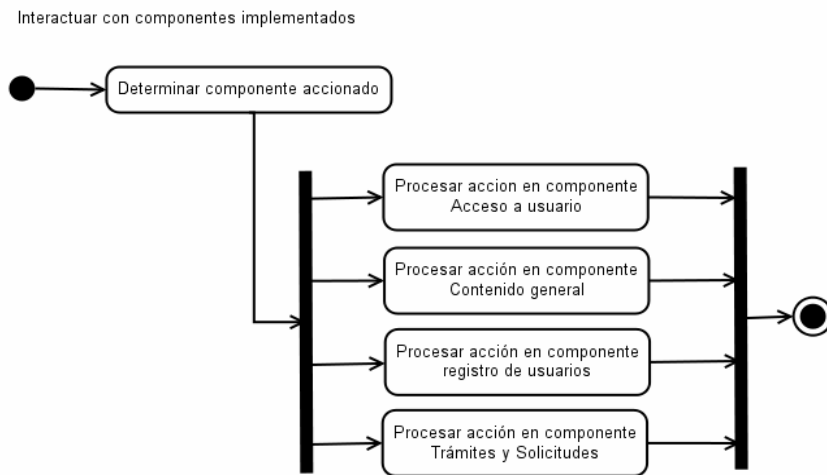 Interactuar con componentes implementados
Determinar componente accionado
Procesar accion en componente
Acceso a usuario
Procesar acción en componente
Contenido general
Procesar acción en componente
registro de usuarios
Procesar acción en componente
Trámites y Solicitudes